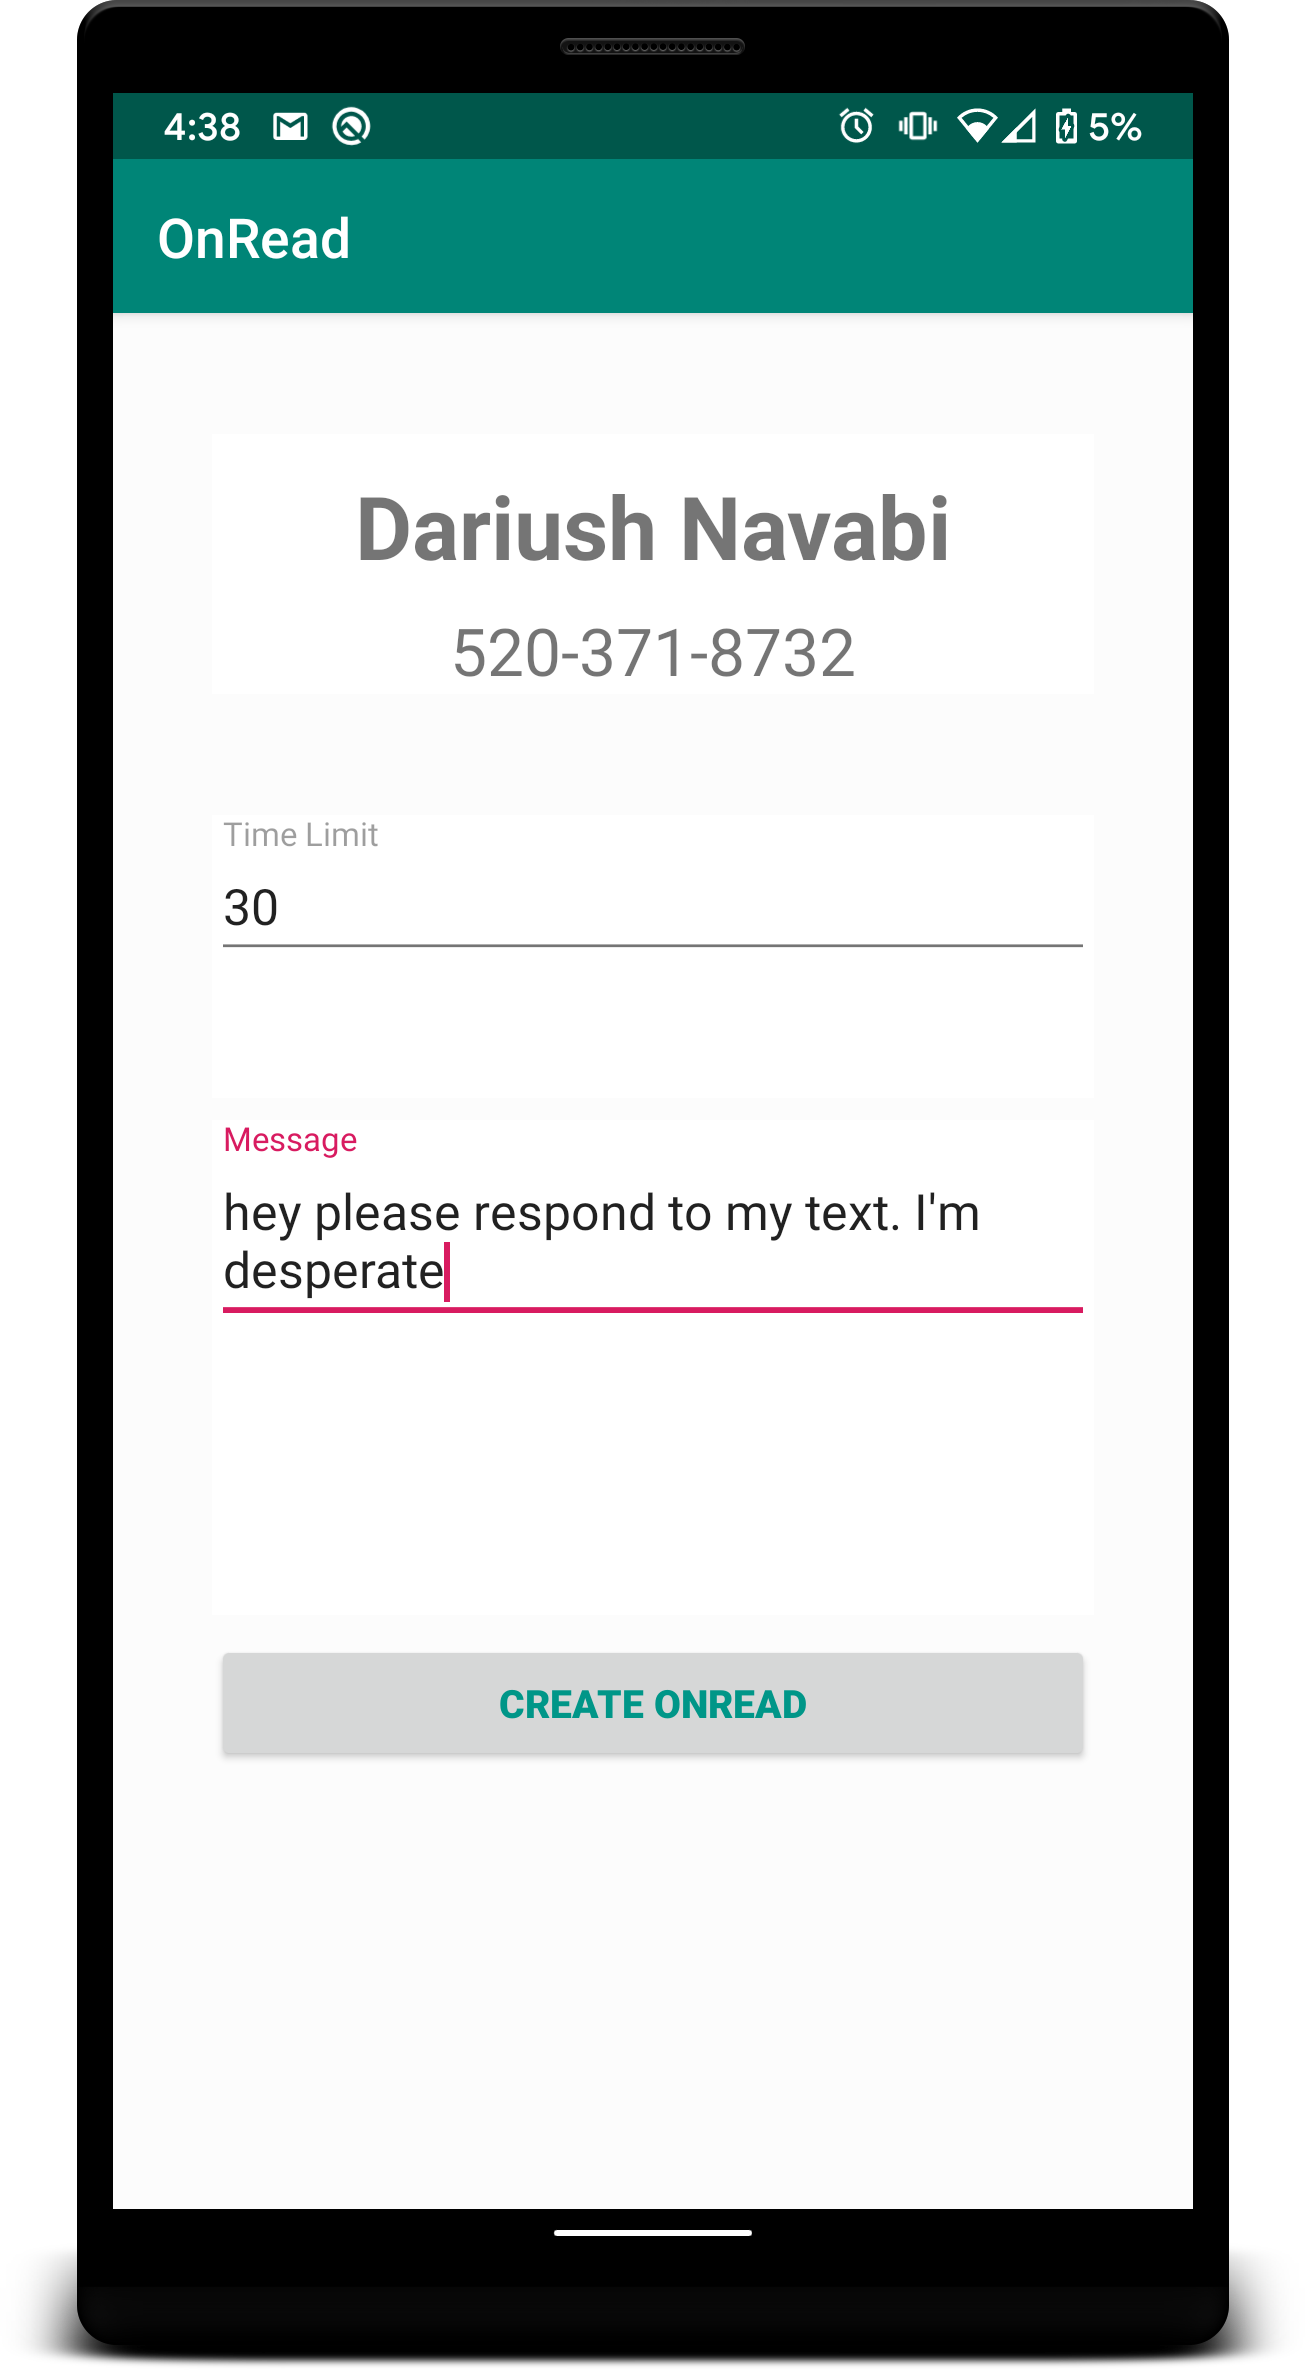 4:38
5%
OnRead
Dariush Navabi
520-371-8732
Time Limit
30
Message
hey please respond to my text. I'm
desperate
CREATE ONREAD